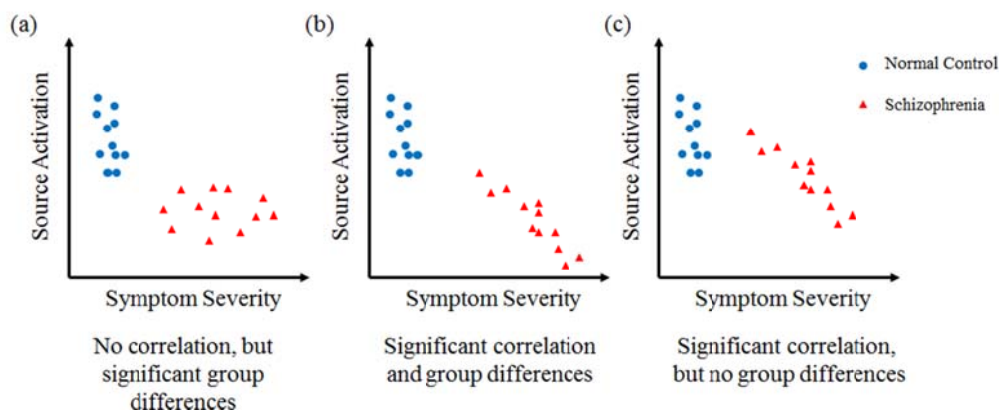 (a)
Source Activation
Symptom Severity
No correlation, but
significant group
differences
(b)
Source Activation
Symptom Severity
Significant correlation
and group differences
(c)
Source Activation
Symptom Severity
Significant correlation,
but no group differences
Normal Control
Schizophrenia